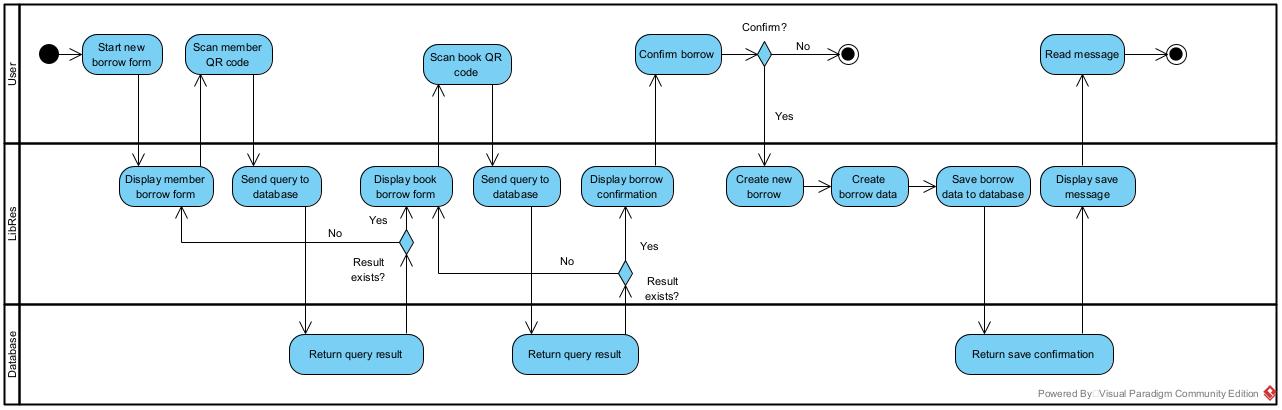 User
Start new
borrow form
Scan member
QR code
Scan book QR
code
Confirm borrow
Confirm?
No
Yes
Read message
LibRes
Display member
borrow form
Send query to
database
Display book
borrow form
Send query to
database
Display borrow
confirmation
Create new
borrow
Create
borrow data
Save borrow
data to database
Display save
message
Yes
No
Result
exists?
Yes
No
Result
exists?
Database
Return query result
Return query result
Return save confirmation
Powered By Visual Paradigm Community Edition